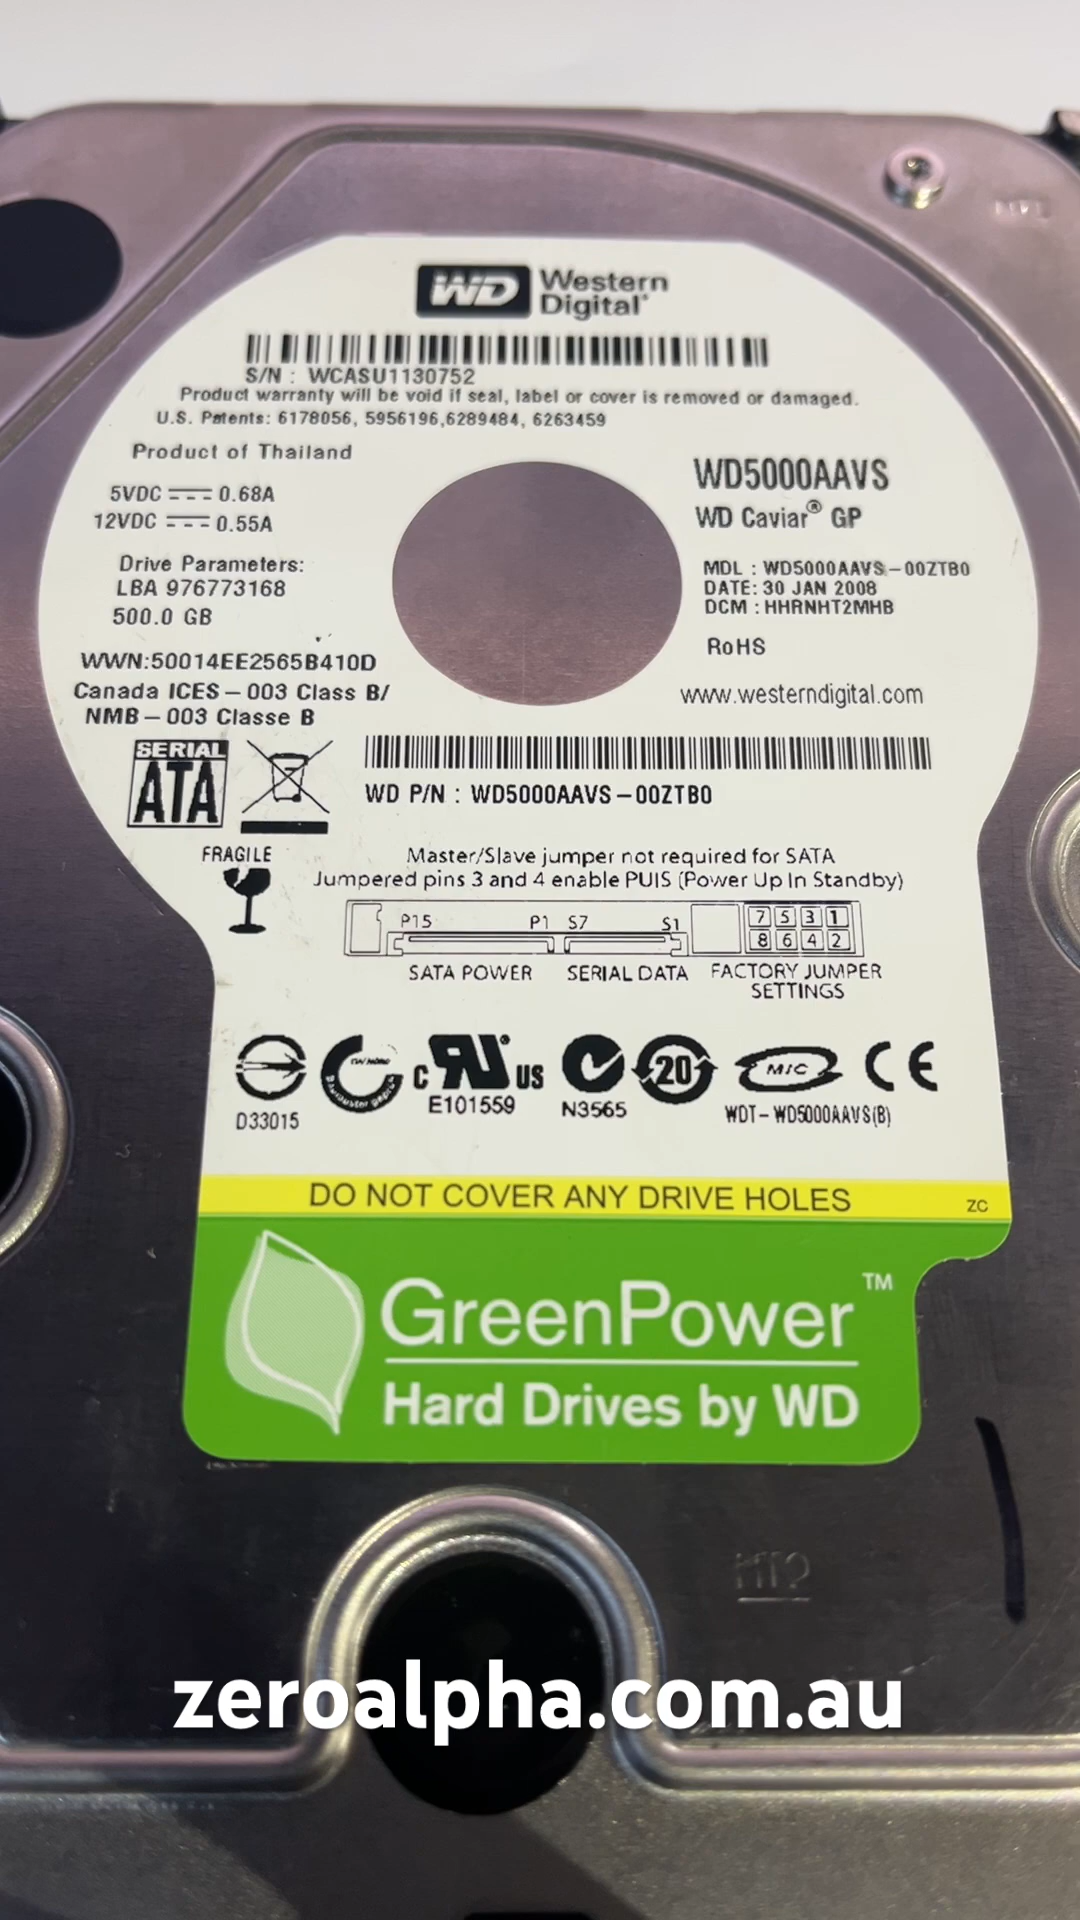 WD Western
Digital®
S/N : WCASU1130752
Product warranty will be void if seal, label or cover is removed or damaged.
U.S. Patents: 6178056, 5956196,6289484, 6263459
Product of Thailand
5VDC 0.68A
12VDC 0.55A
Drive Parameters:
LBA 976773168
500.0 GB
WWN:50014EE2565B410D
Canada ICES – 003 Class B/
NMB – 003 Classe B
WD5000AAVS
WD Caviar® GP
MDL : WD5000AAVS – 00ZTB0
DATE: 30 JAN 2008
DCM : HHRNHT2MHB
RoHS
www.westerndigital.com
SERIAL
ATA
WD P/N : WD5000AAVS – 00ZTB0
FRAGILE
Master/Slave jumper not required for SATA
Jumpered pins 3 and 4 enable PUIS (Power Up In Standby)
P15 P1 S7 S1
7 5 3 1
8 6 4 2
SATA POWER SERIAL DATA FACTORY JUMPER
SETTINGS
D33015
C US
E101559
N3565
20
MIC
WDT – WD5000AAVS(B)
CE
DO NOT COVER ANY DRIVE HOLES
ZC
GreenPower™
Hard Drives by WD
HT2
zeroalpha.com.au